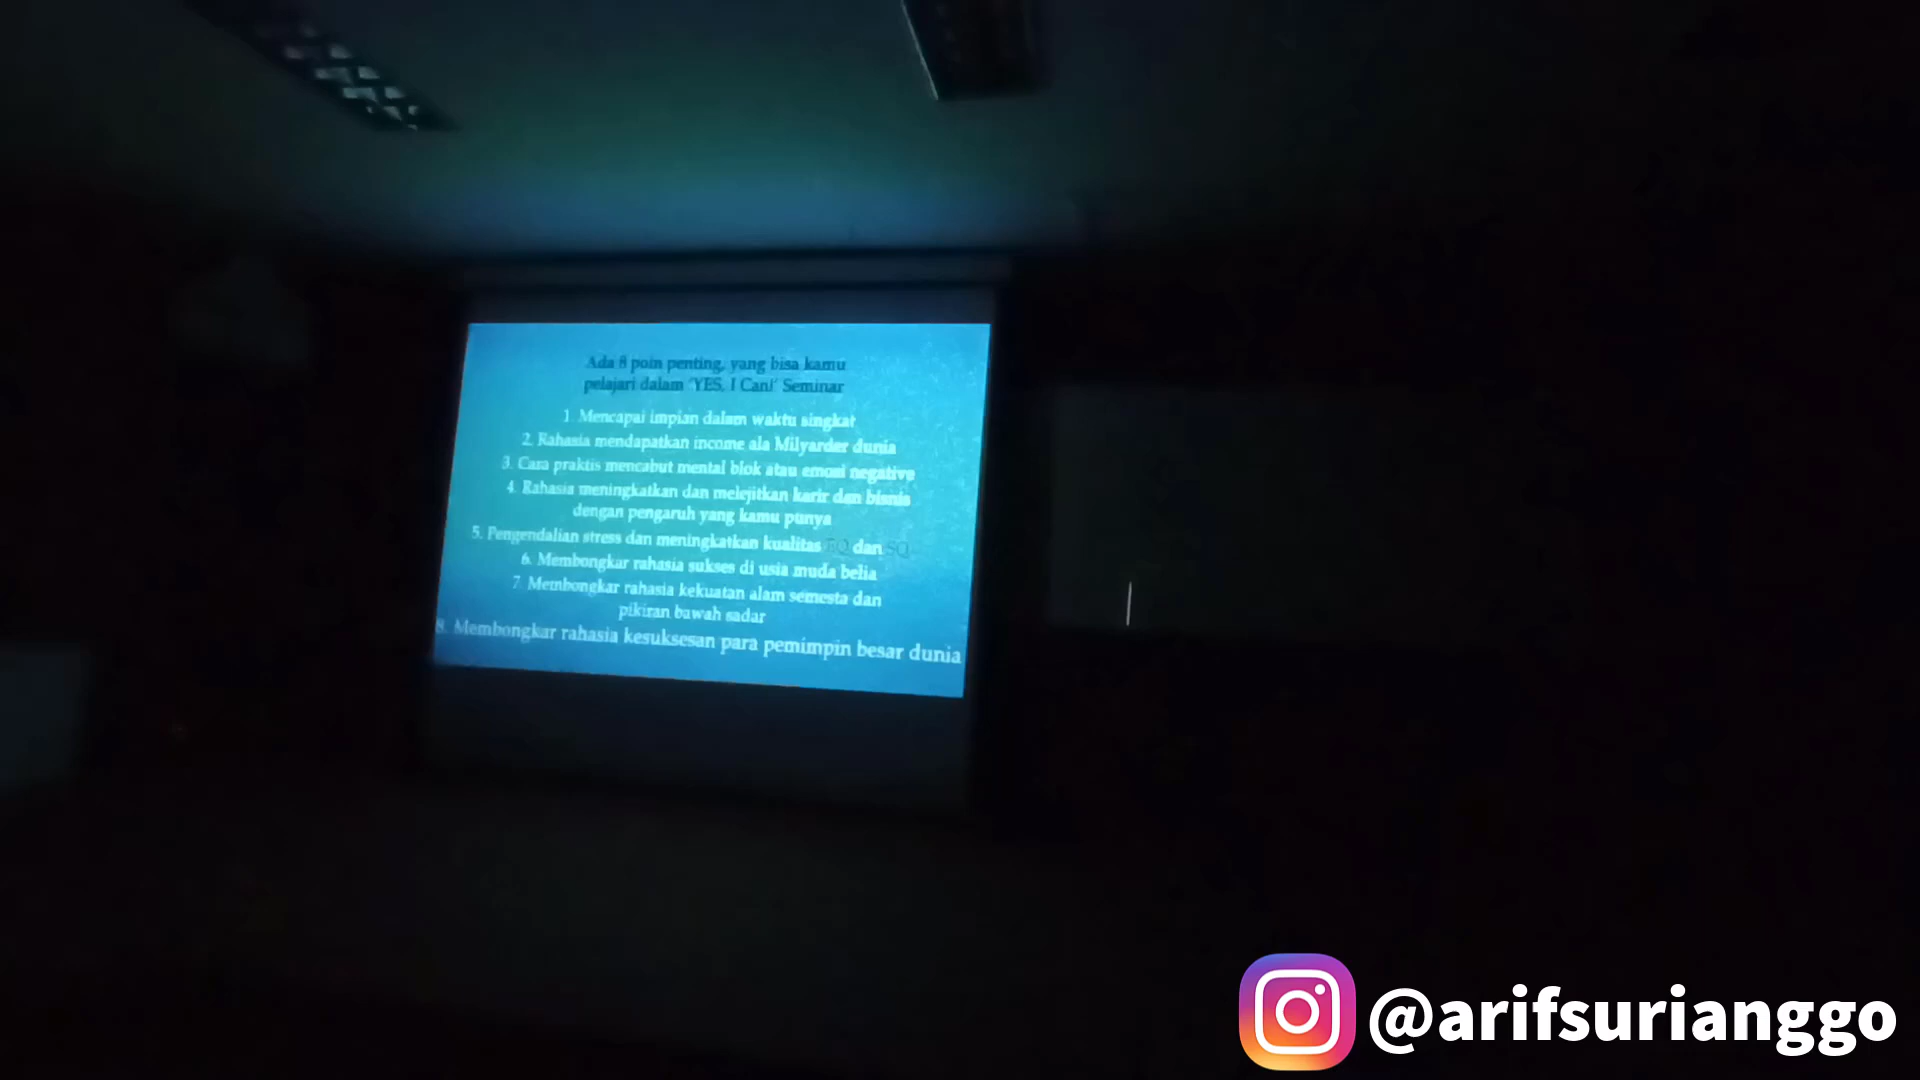 Ada 8 poin penting, yang bisa kamu
pelajari dalam 'YES, I Can!' Seminar
1. Mencapai impian dalam waktu singkat
2. Rahasia mendapatkan income ala Milyarder dunia
3. Cara praktis mencabut mental blok atau emosi negative
4. Rahasia meningkatkan dan melejitkan karir dan bisnis
dengan pengaruh yang kamu punya
5. Pengendalian stress dan meningkatkan kualitas EQ dan SQ
6. Membongkar rahasia sukses di usia muda belia
7. Membongkar rahasia kekuatan alam semesta dan
pikiran bawah sadar
8. Membongkar rahasia kesuksesan para pemimpin besar dunia
@arifsurianggo